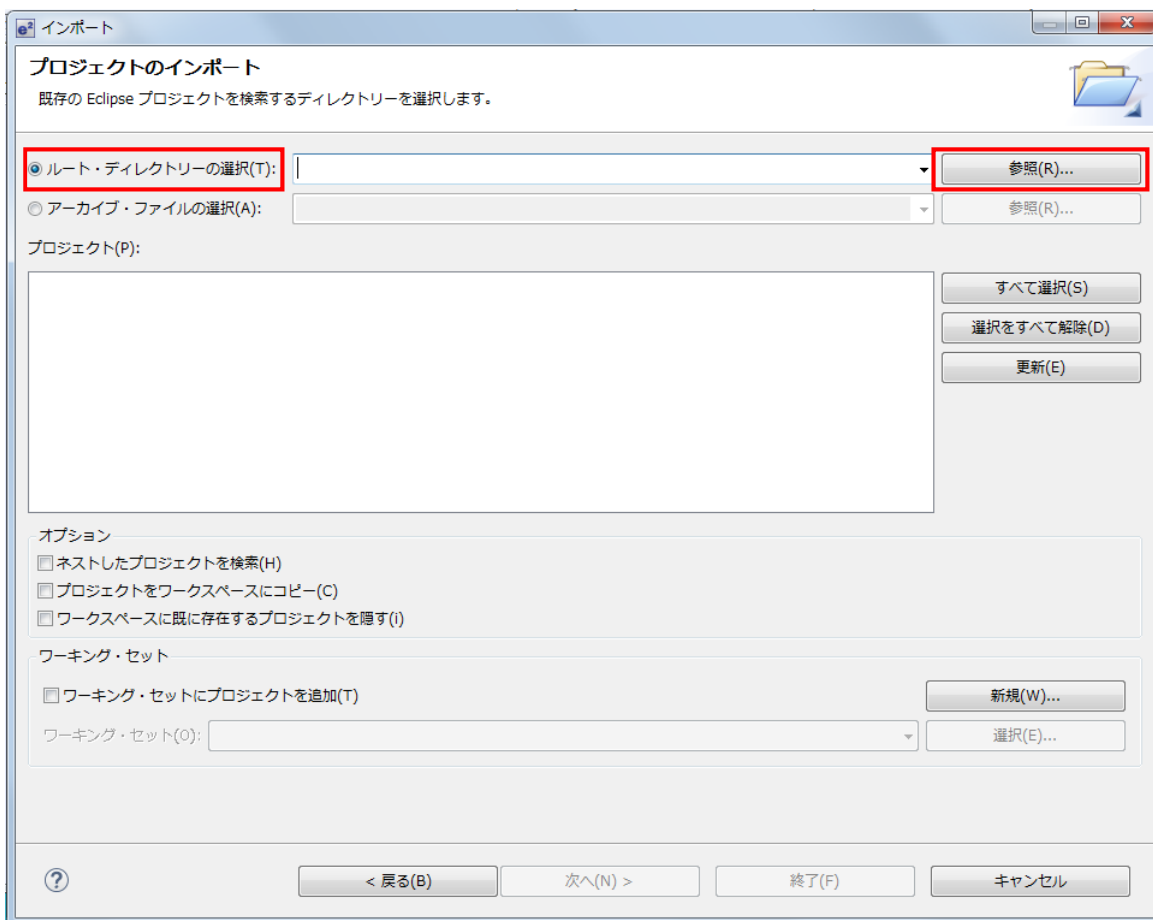 e² インポート
プロジェクトのインポート
既存の Eclipse プロジェクトを検索するディレクトリーを選択します。
ルート・ディレクトリーの選択(T): 参照(R)...
アーカイブ・ファイルの選択(A): 参照(R)...
プロジェクト(P):
すべて選択(S)
選択をすべて解除(D)
更新(E)
オプション
ネストしたプロジェクトを検索(H)
プロジェクトをワークスペースにコピー(C)
ワークスペースに既に存在するプロジェクトを隠す(i)
ワーキング・セット
ワーキング・セットにプロジェクトを追加(T) 新規(W)...
ワーキング・セット(O): 選択(E)...
? < 戻る(B) 次へ(N) > 終了(F) キャンセル